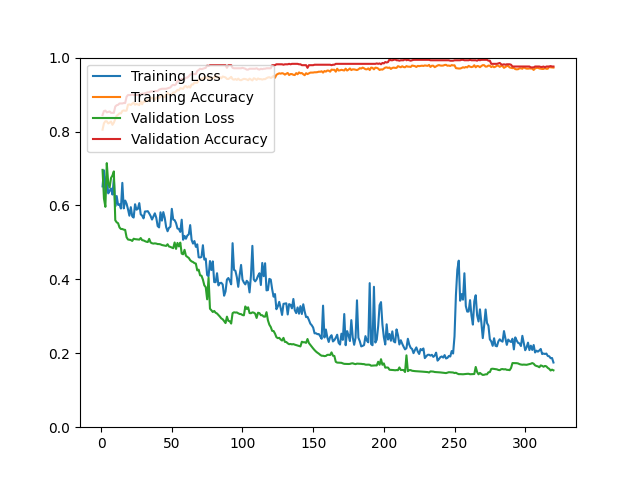 1.0
0.8
0.6
0.4
0.2
0.0
Training Loss
Training Accuracy
Validation Loss
Validation Accuracy
0 50 100 150 200 250 300